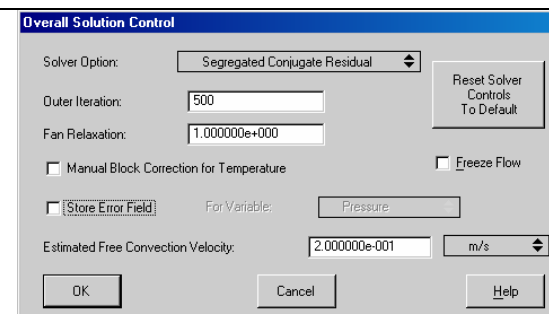 Overall Solution Control
Solver Option: Segregated Conjugate Residual
Reset Solver
Controls
To Default
Outer Iteration: 500
Fan Relaxation: 1.000000e+000
Manual Block Correction for Temperature
Freeze Flow
Store Error Field For Variable: Pressure
Estimated Free Convection Velocity: 2.000000e-001 m/s
OK Cancel Help